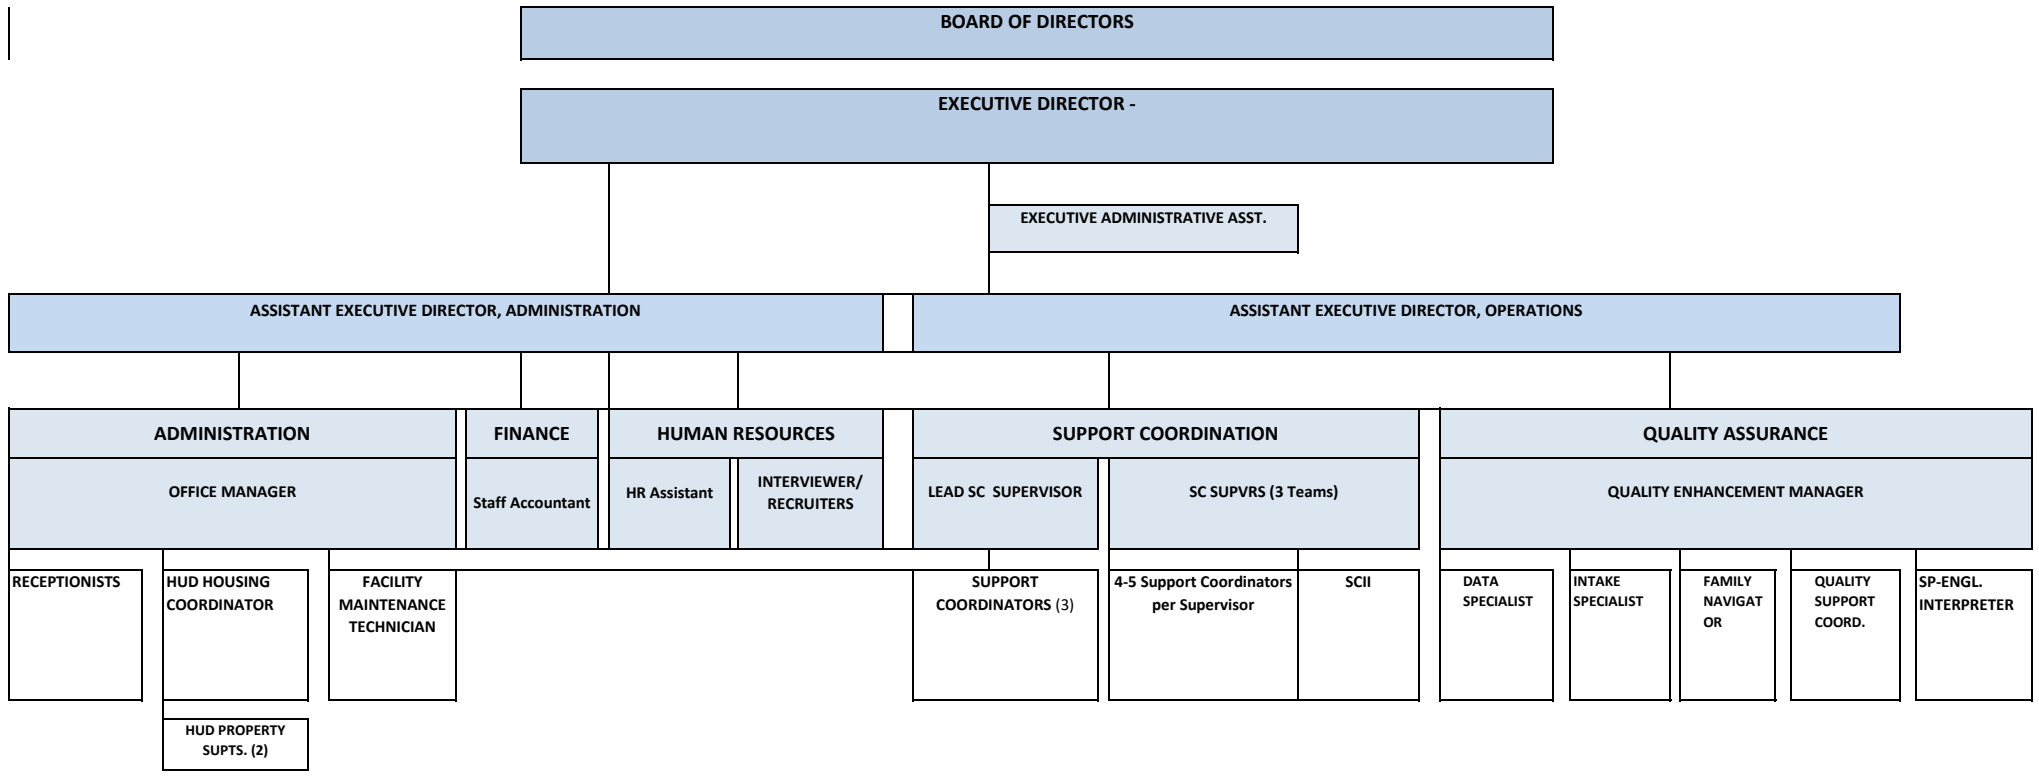 BOARD OF DIRECTORS
EXECUTIVE DIRECTOR -
EXECUTIVE ADMINISTRATIVE ASST.
ASSISTANT EXECUTIVE DIRECTOR, ADMINISTRATION
ASSISTANT EXECUTIVE DIRECTOR, OPERATIONS
ADMINISTRATION
FINANCE
HUMAN RESOURCES
SUPPORT COORDINATION
QUALITY ASSURANCE
OFFICE MANAGER
Staff Accountant
HR Assistant
INTERVIEWER/
RECRUITERS
LEAD SC SUPERVISOR
SC SUPVRS (3 Teams)
QUALITY ENHANCEMENT MANAGER
RECEPTIONISTS
HUD HOUSING
COORDINATOR
FACILITY
MAINTENANCE
TECHNICIAN
SUPPORT
COORDINATORS (3)
4-5 Support Coordinators
per Supervisor
SCII
DATA
SPECIALIST
INTAKE
SPECIALIST
FAMILY
NAVIGAT
OR
QUALITY
SUPPORT
COORD.
SP-ENGL.
INTERPRETER
HUD PROPERTY
SUPTS. (2)